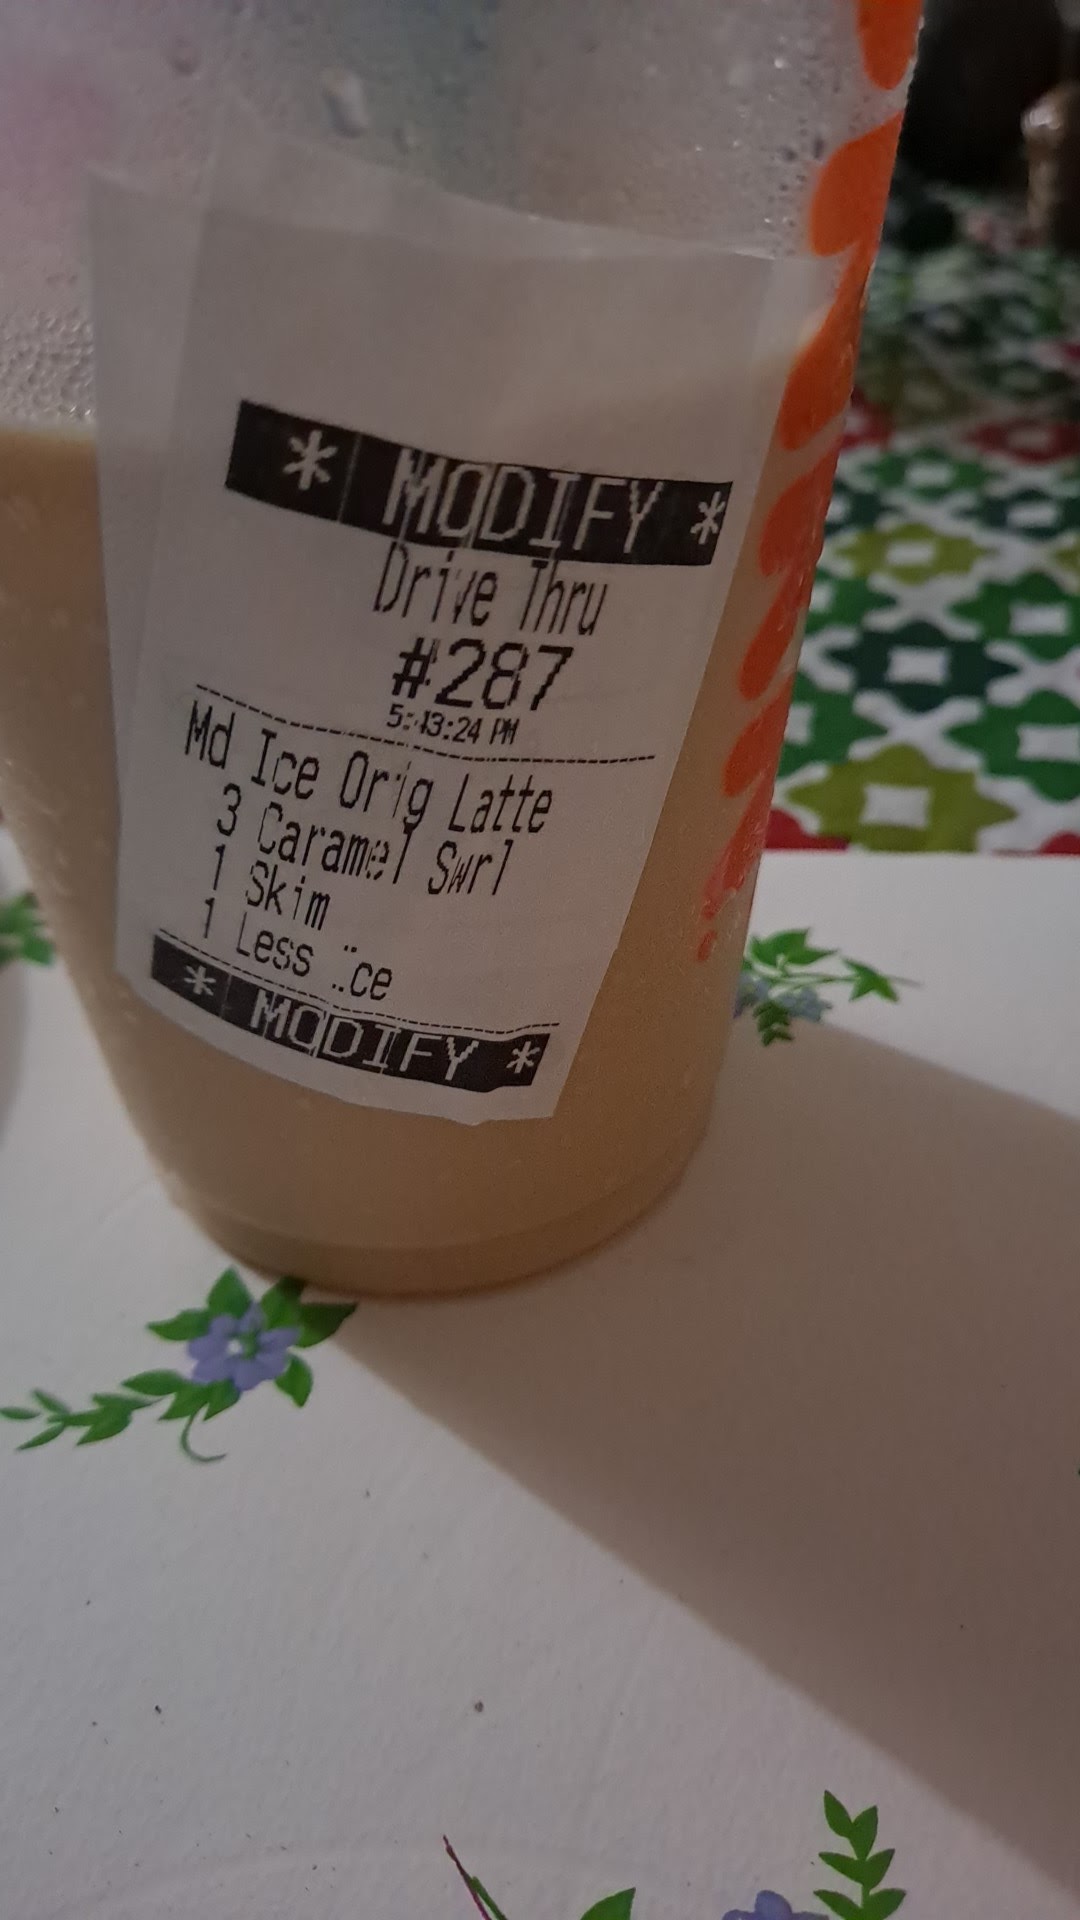 * MODIFY *
Drive Thru
#287
5:43:24 PM
Md Ice Orig Latte
3 Caramel Swrl
1 Skim
1 Less Ice
* MODIFY *